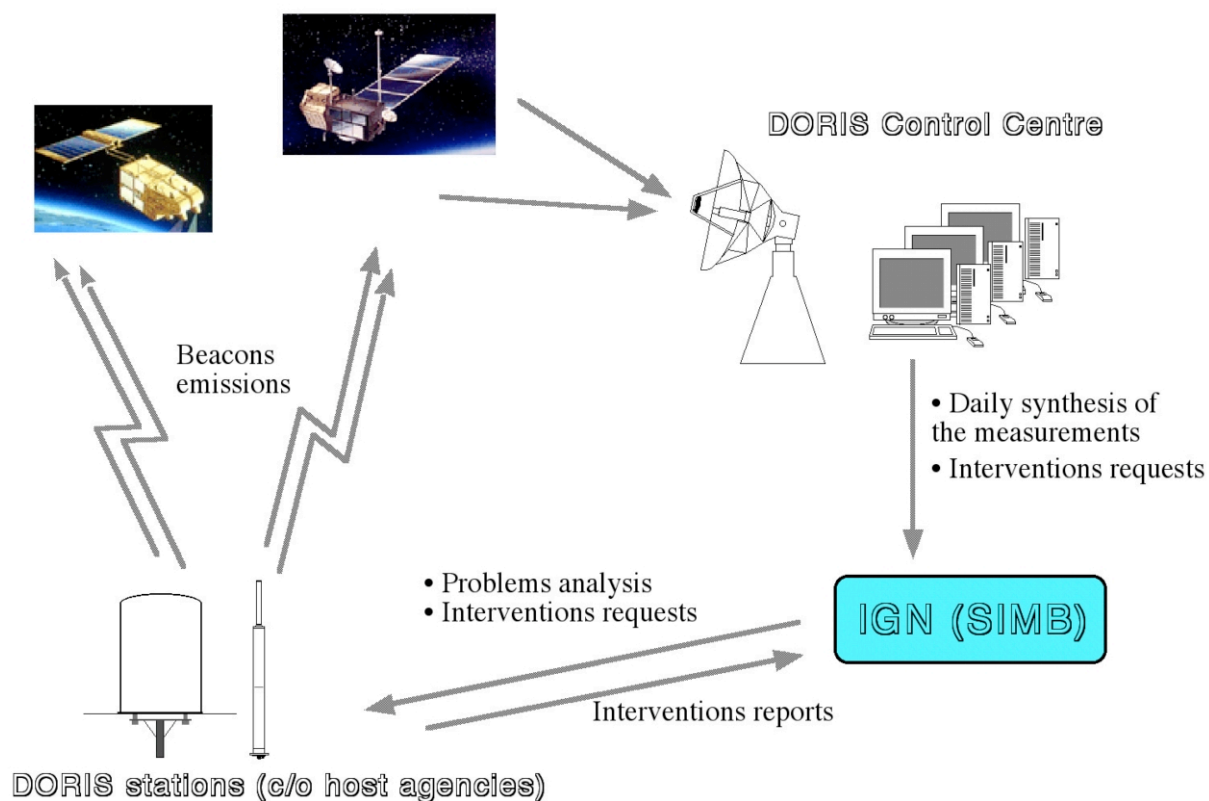 DORIS Control Centre
Beacons
emissions
• Daily synthesis of
the measurements
• Interventions requests
• Problems analysis
• Interventions requests
IGN (SIMB)
Interventions reports
DORIS stations (c/o host agencies)